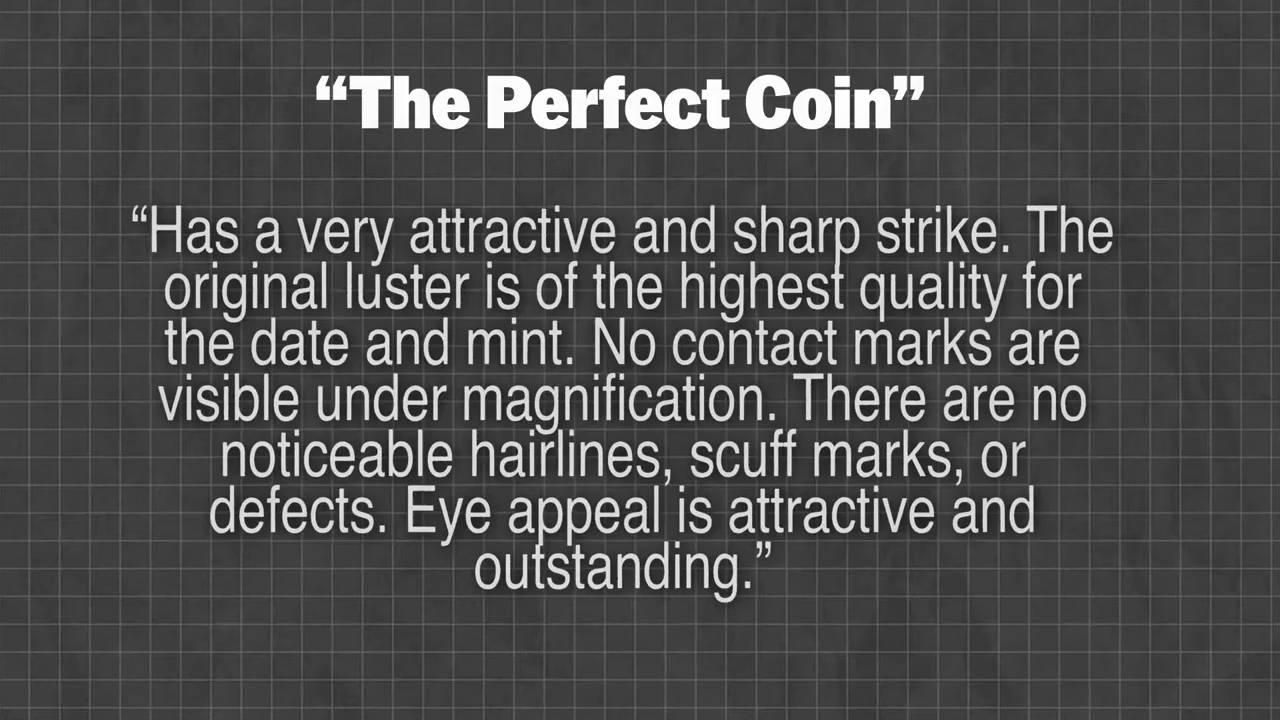 “The Perfect Coin”
“Has a very attractive and sharp strike. The
original luster is of the highest quality for
the date and mint. No contact marks are
visible under magnification. There are no
noticeable hairlines, scuff marks, or
defects. Eye appeal is attractive and
outstanding.”